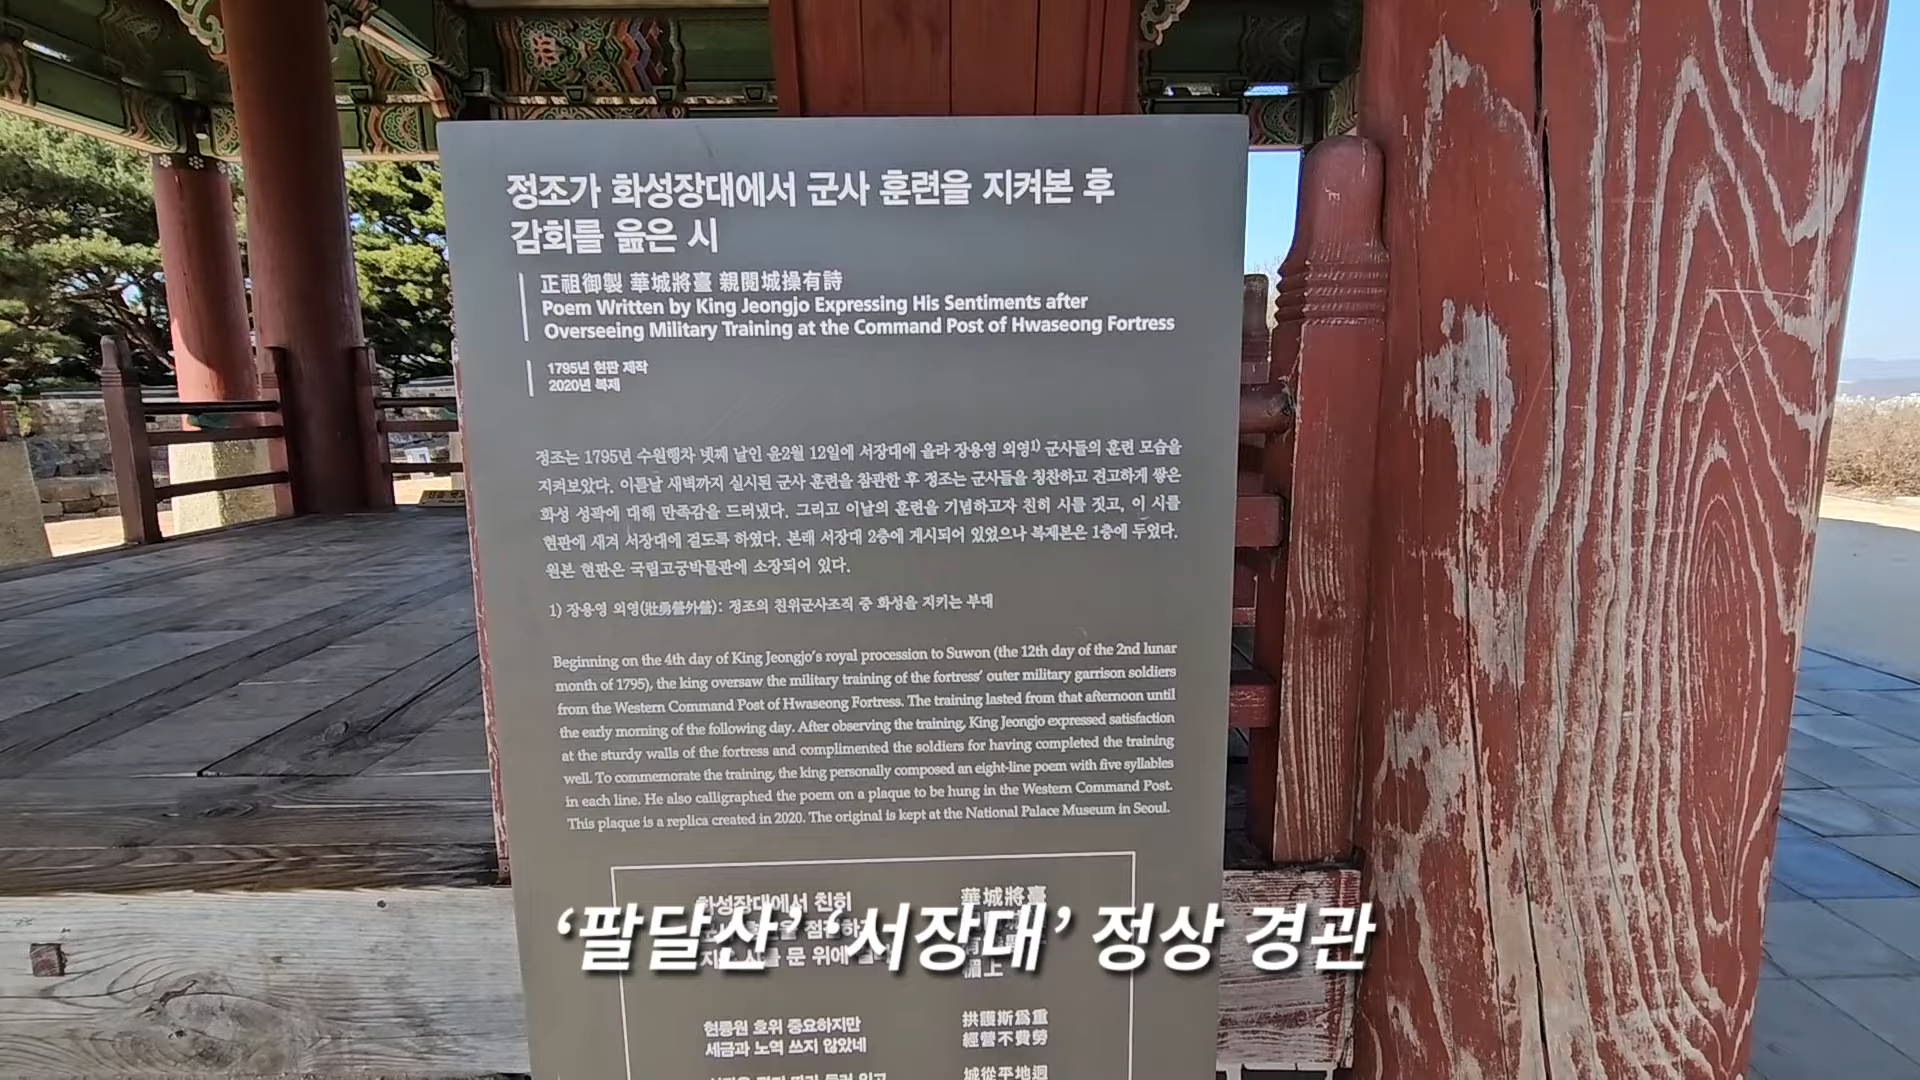 정조가 화성장대에서 군사 훈련을 지켜본 후
감회를 읊은 시
正祖御製 華城將臺 親閱城操有詩
Poem Written by King Jeongjo Expressing His Sentiments after
Overseeing Military Training at the Command Post of Hwaseong Fortress
1795년 현판 제작
2020년 복제
정조는 1795년 수원행차 넷째 날인 윤2월 12일에 서장대에 올라 장용영 외영1) 군사들의 훈련 모습을
지켜보았다. 이튿날 새벽까지 실시된 군사 훈련을 참관한 후 정조는 군사들을 칭찬하고 견고하게 쌓은
화성 성곽에 대해 만족감을 드러냈다. 그리고 이날의 훈련을 기념하고자 친히 시를 짓고, 이 시를
현판에 새겨 서장대에 걸도록 하였다. 본래 서장대 2층에 게시되어 있었으나 복제본은 1층에 두었다.
원본 현판은 국립고궁박물관에 소장되어 있다.
1) 장용영 외영(壯勇營外營): 정조의 친위군사조직 중 화성을 지키는 부대
Beginning on the 4th day of King Jeongjo's royal procession to Suwon (the 12th day of the 2nd lunar
month of 1795), the king oversaw the military training of the fortress' outer military garrison soldiers
from the Western Command Post of Hwaseong Fortress. The training lasted from that afternoon until
the early morning of the following day. After observing the training, King Jeongjo expressed satisfaction
at the sturdy walls of the fortress and complimented the soldiers for having completed the training
well. To commemorate the training, the king personally composed an eight-line poem with five syllables
in each line. He also calligraphed the poem on a plaque to be hung in the Western Command Post.
This plaque is a replica created in 2020. The original is kept at the National Palace Museum in Seoul.
화성장대에서 친히
華城將臺
문 위에
楣上
'팔달산' '서장대' 정상 경관
현륭원 호위 중요하지만
세금과 노역 쓰지 않았네
拱護斯爲重
經營不費勞
城從平地迥